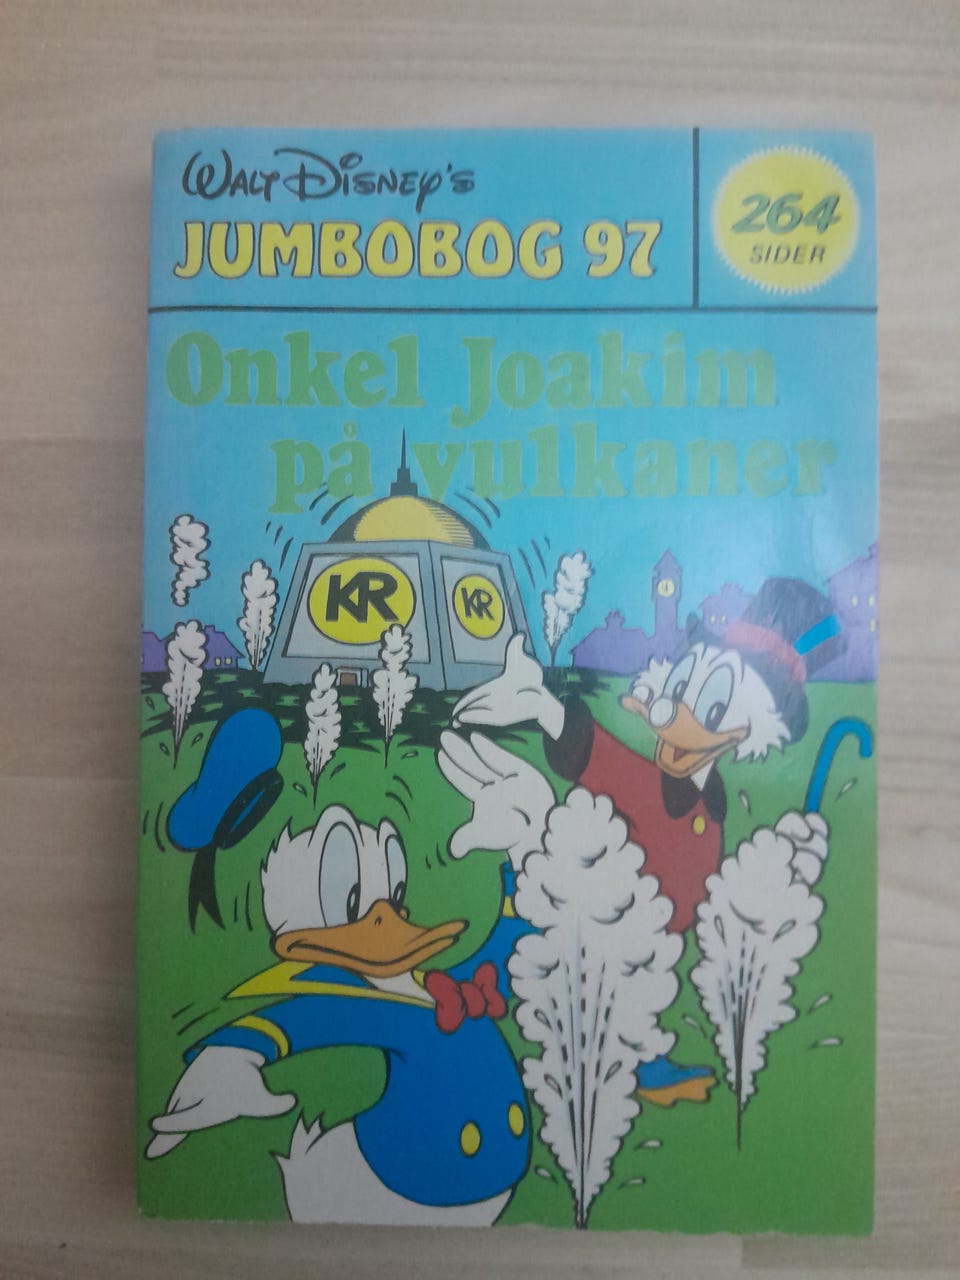 WALT DISNEY'S
JUMBOBOG 97
264
SIDER
Onkel Joakim
på vulkaner
KR
KR